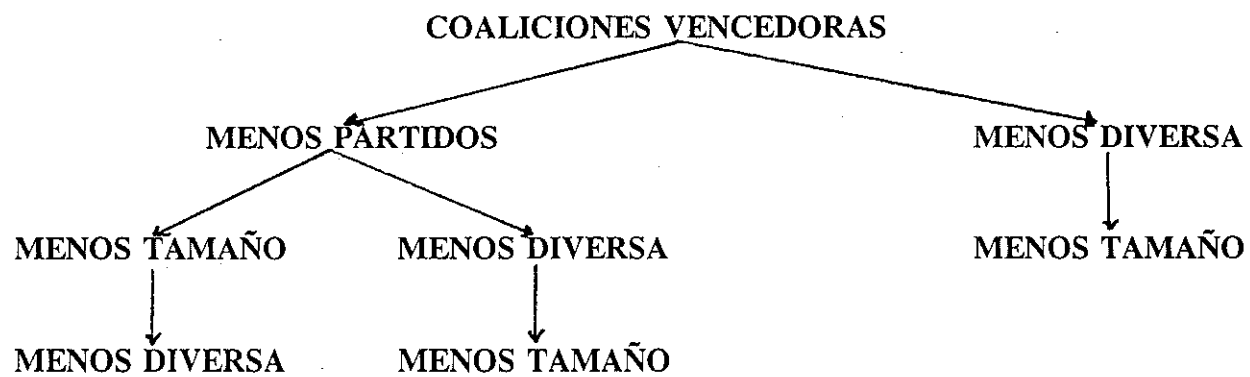 COALICIONES VENCEDORAS
MENOS PARTIDOS MENOS DIVERSA
MENOS TAMAÑO MENOS DIVERSA MENOS TAMAÑO
MENOS DIVERSA MENOS TAMAÑO